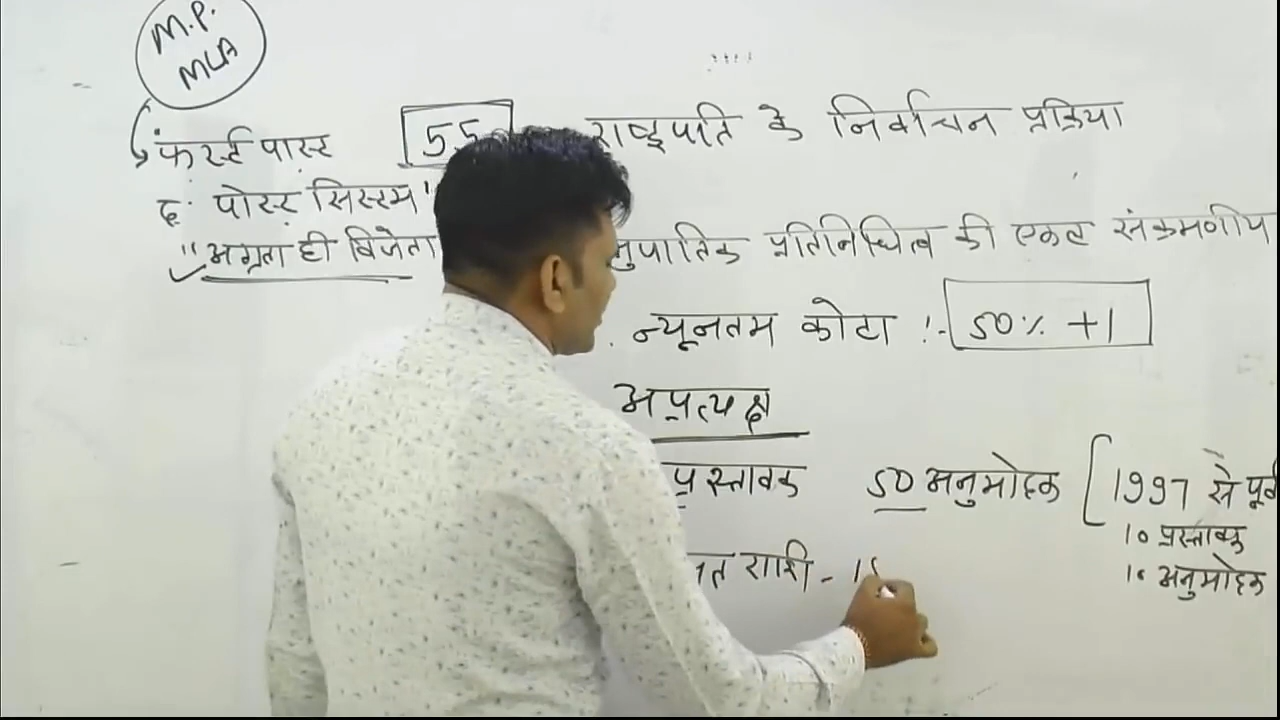 M.P.
MLA
फर्स्ट पास्ट
द पोस्ट सिस्टम"
"अग्रता ही विजेता
55
राष्ट्रपति के निर्वाचन प्रक्रिया
नुपातिक प्रतिनिधित्व की एकल संक्रमणीय
न्यूनतम कोटा :- 50% +1
अप्रत्यक्ष
प्रस्तावक 50 अनुमोदक [1997 से पूर्व
10 प्रस्तावक
10 अनुमोदक
राशि - 1